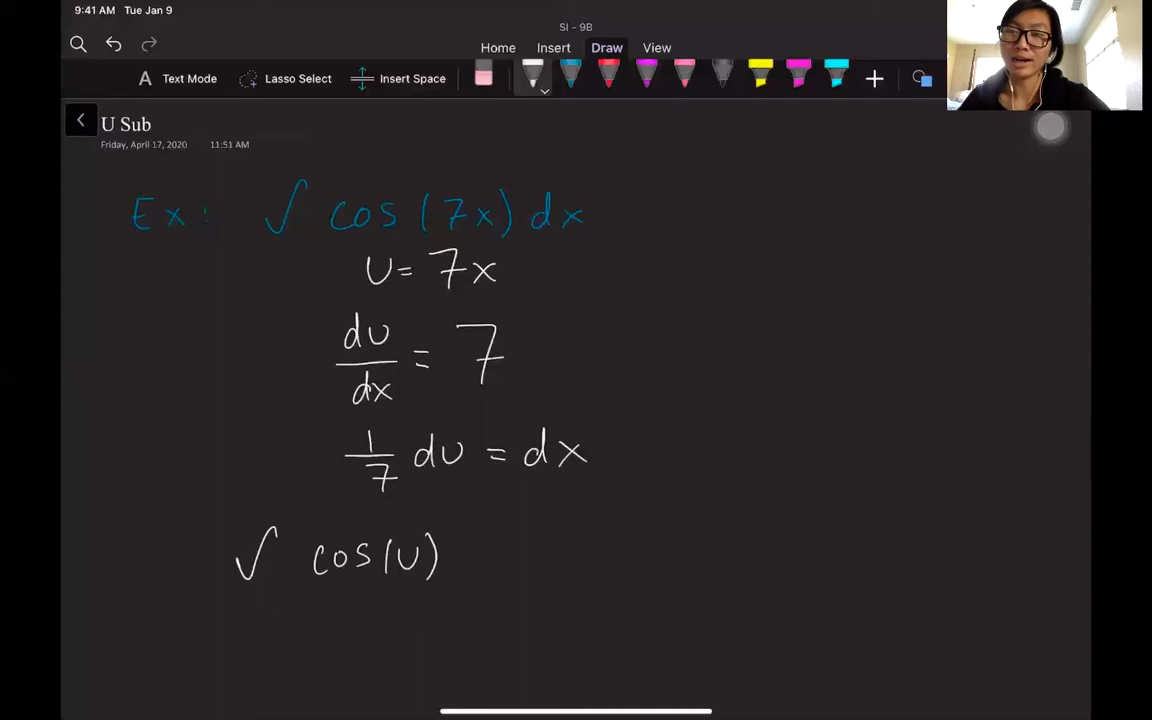 9:41 AM Tue Jan 9
SI - 9B
Home Insert Draw View
A Text Mode Lasso Select Insert Space
U Sub
Friday, April 17, 2020 11:51 AM
Ex: ∫ cos(7x) dx
u = 7x
du/dx = 7
1/7 du = dx
∫ cos(u)